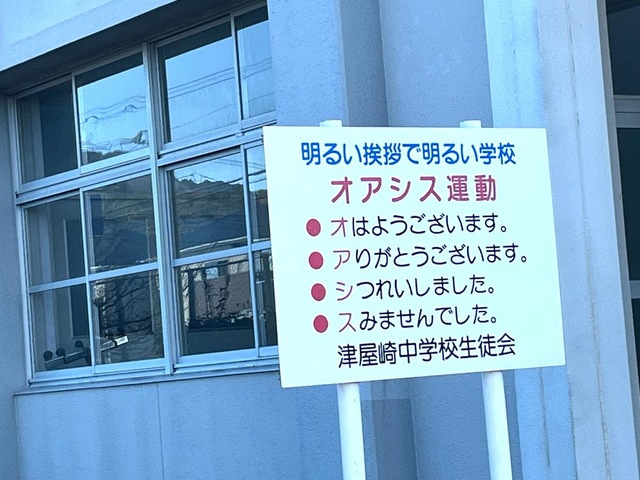 明るい挨拶で明るい学校
オアシス運動
● オはようございます。
● アりがとうございます。
● シつれいしました。
● スみませんでした。
津屋崎中学校生徒会